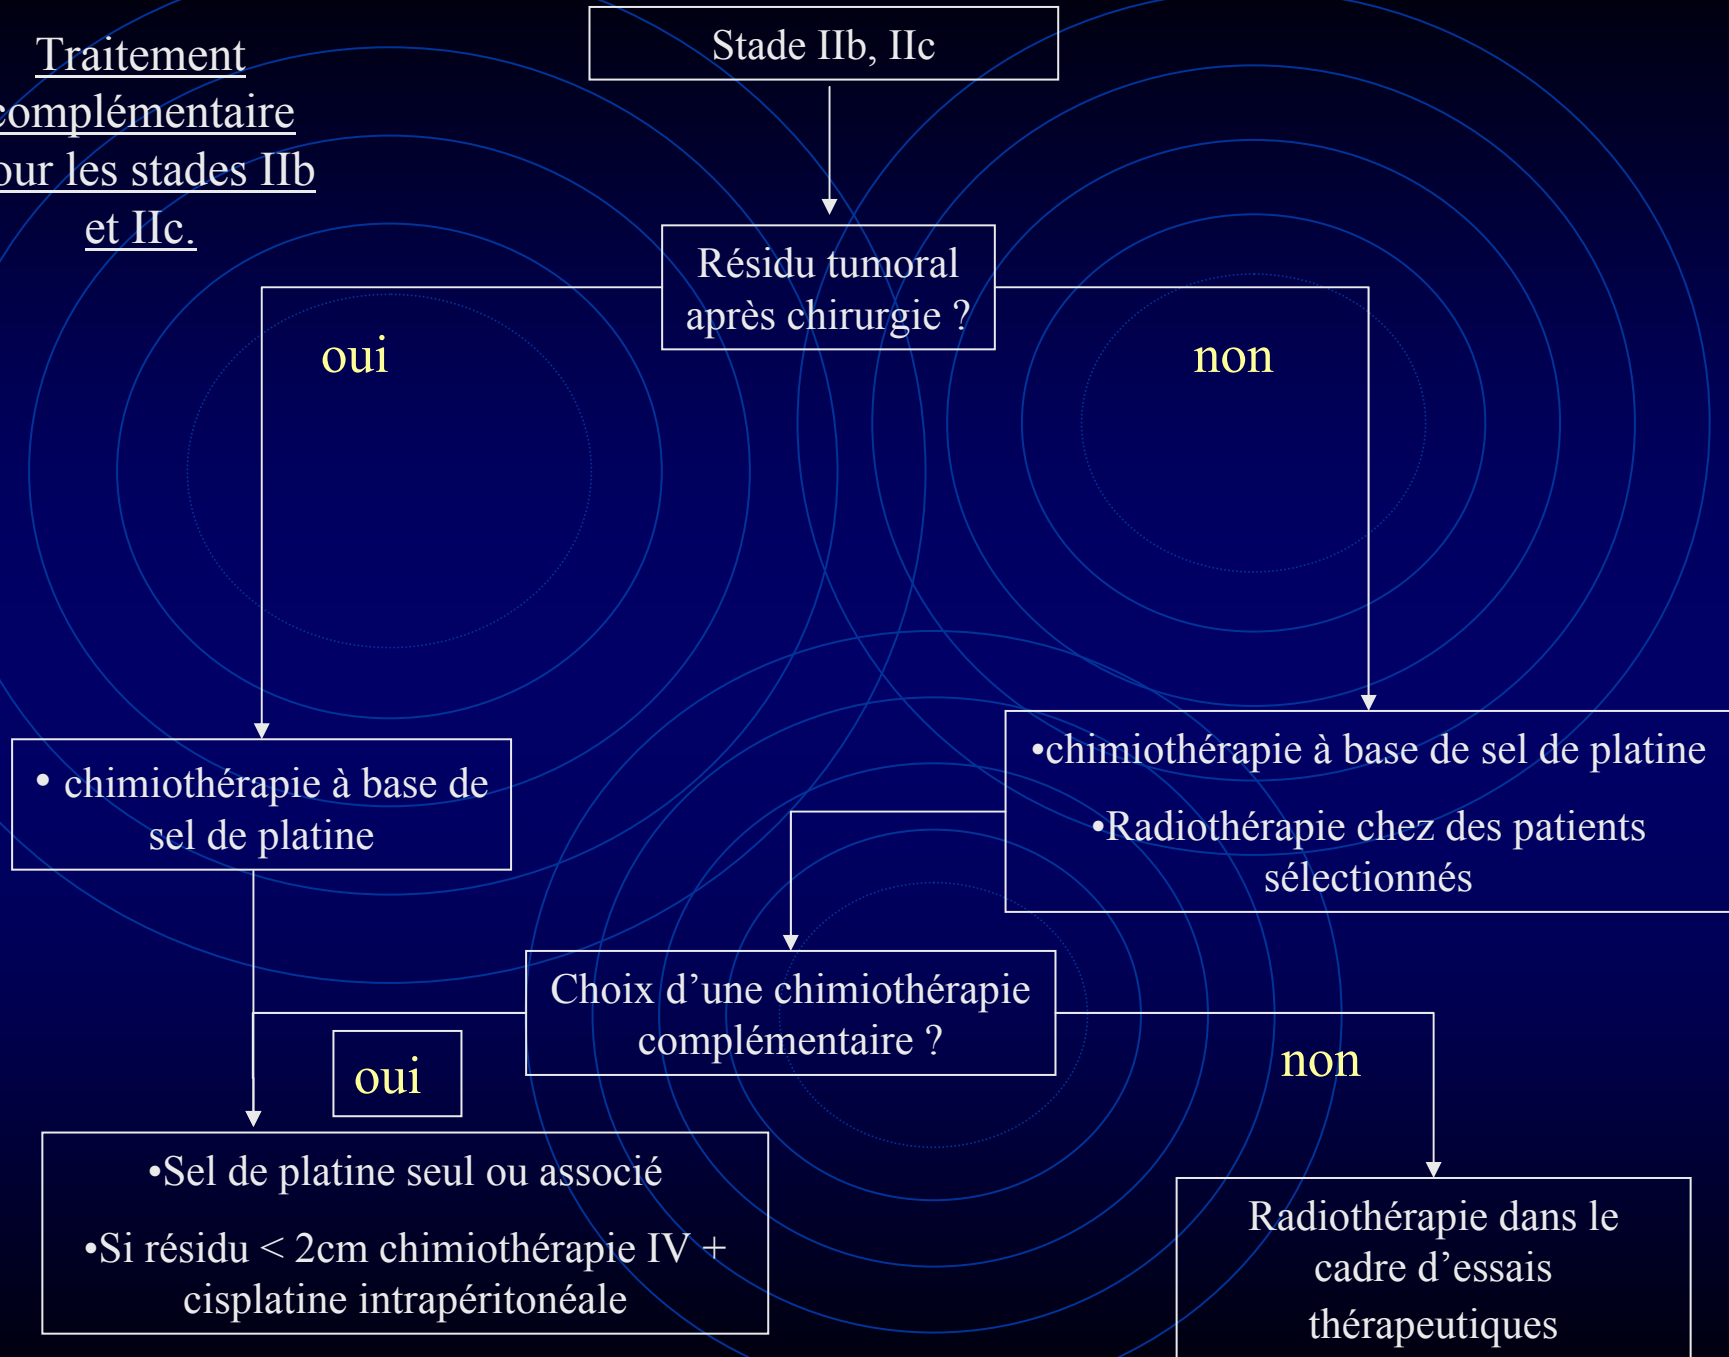 Traitement
complémentaire
pour les stades IIb
et IIc.
Stade IIb, IIc
Résidu tumoral
après chirurgie ?
oui
non
• chimiothérapie à base de
sel de platine
•chimiothérapie à base de sel de platine
•Radiothérapie chez des patients
sélectionnés
Choix d’une chimiothérapie
complémentaire ?
oui
non
•Sel de platine seul ou associé
•Si résidu < 2cm chimiothérapie IV +
cisplatine intrapéritonéale
Radiothérapie dans le
cadre d’essais
thérapeutiques